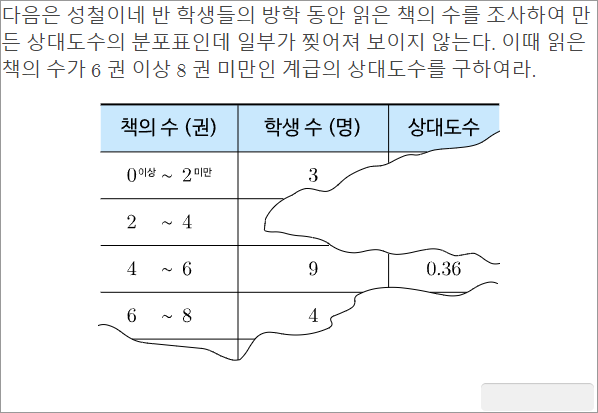 다음은 성철이네 반 학생들의 방학 동안 읽은 책의 수를 조사하여 만
든 상대도수의 분포표인데 일부가 찢어져 보이지 않는다. 이때 읽은
책의 수가 6 권 이상 8 권 미만인 계급의 상대도수를 구하여라.
책의 수 (권) 학생 수 (명) 상대도수
0이상 ~ 2미만 3
2 ~ 4
4 ~ 6 9 0.36
6 ~ 8 4